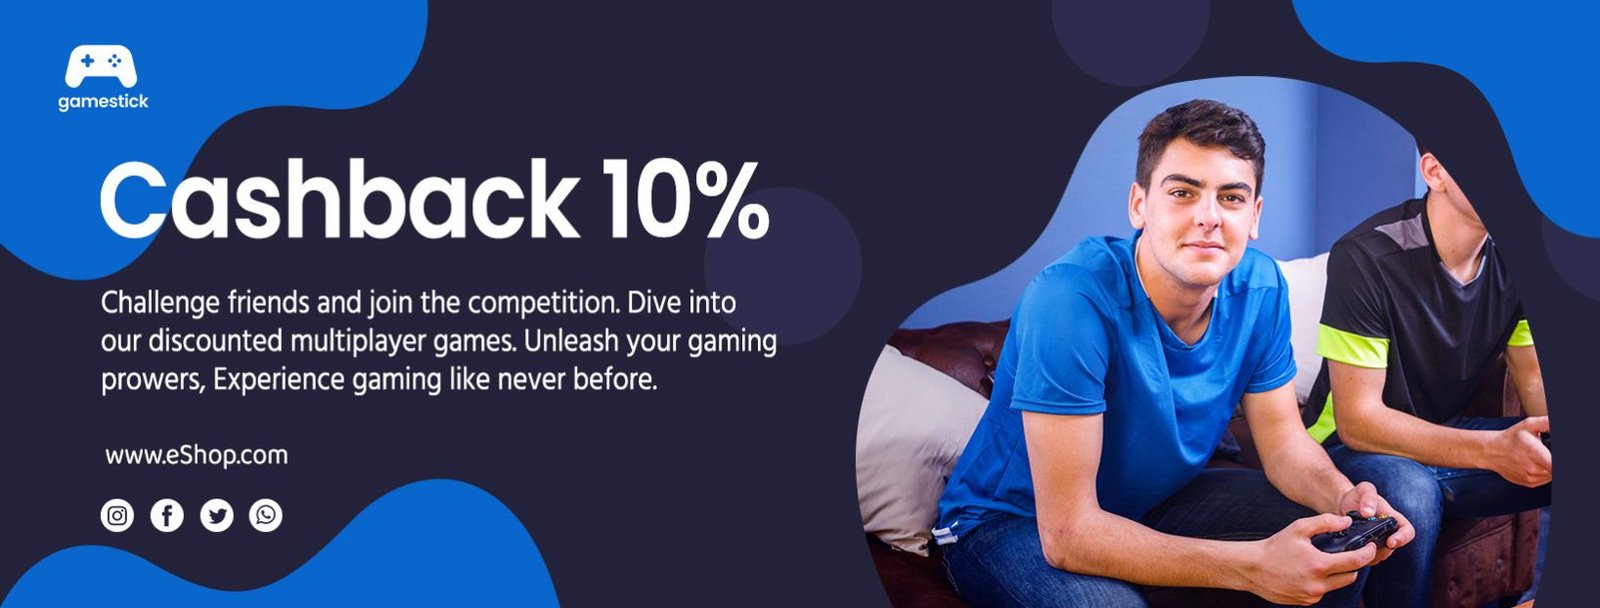 gamestick
Cashback 10%
Challenge friends and join the competition. Dive into
our discounted multiplayer games. Unleash your gaming
prowers, Experience gaming like never before.
www.eShop.com